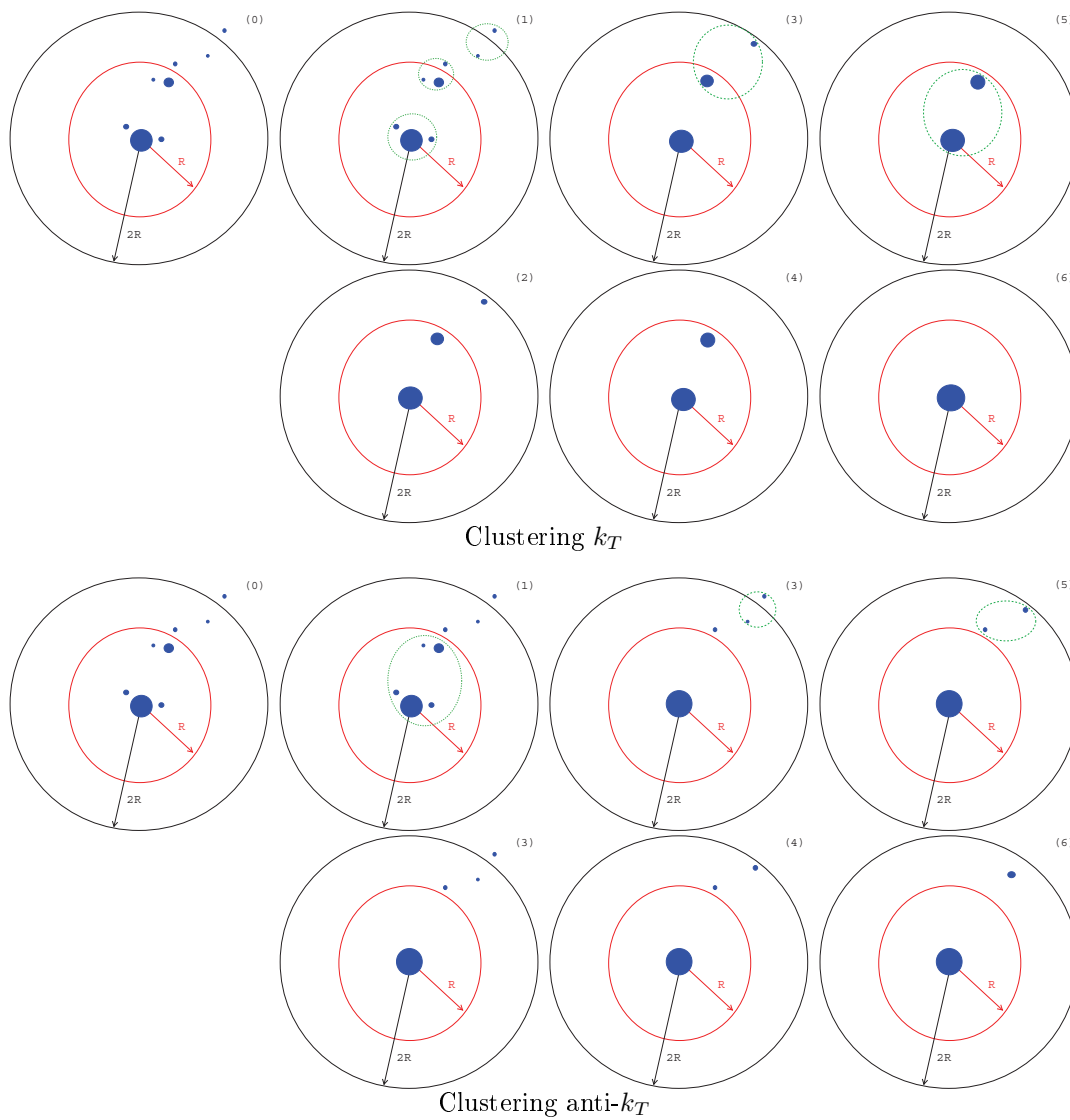 (0) (1) (3) (5)
R R R R
2R 2R 2R 2R
(2) (4) (6)
R R R
2R 2R 2R
Clustering k_T
(0) (1) (3) (5)
R R R R
2R 2R 2R 2R
(3) (4) (6)
R R R
2R 2R 2R
Clustering anti-k_T